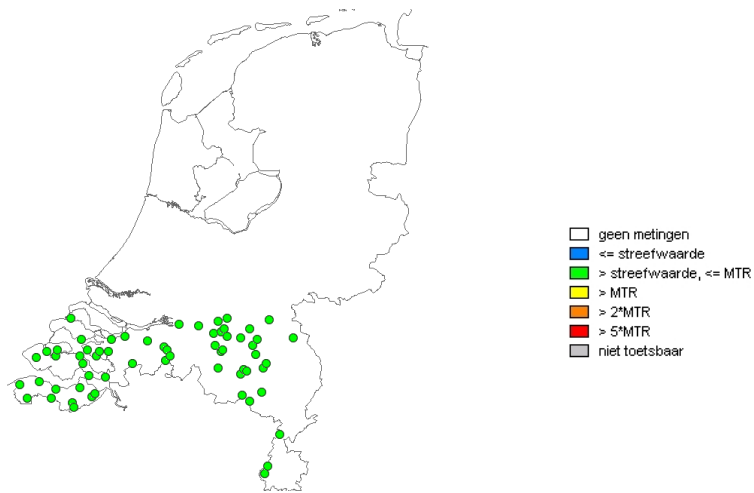 geen metingen
<= streefwaarde
> streefwaarde, <= MTR
> MTR
> 2*MTR
> 5*MTR
niet toetsbaar